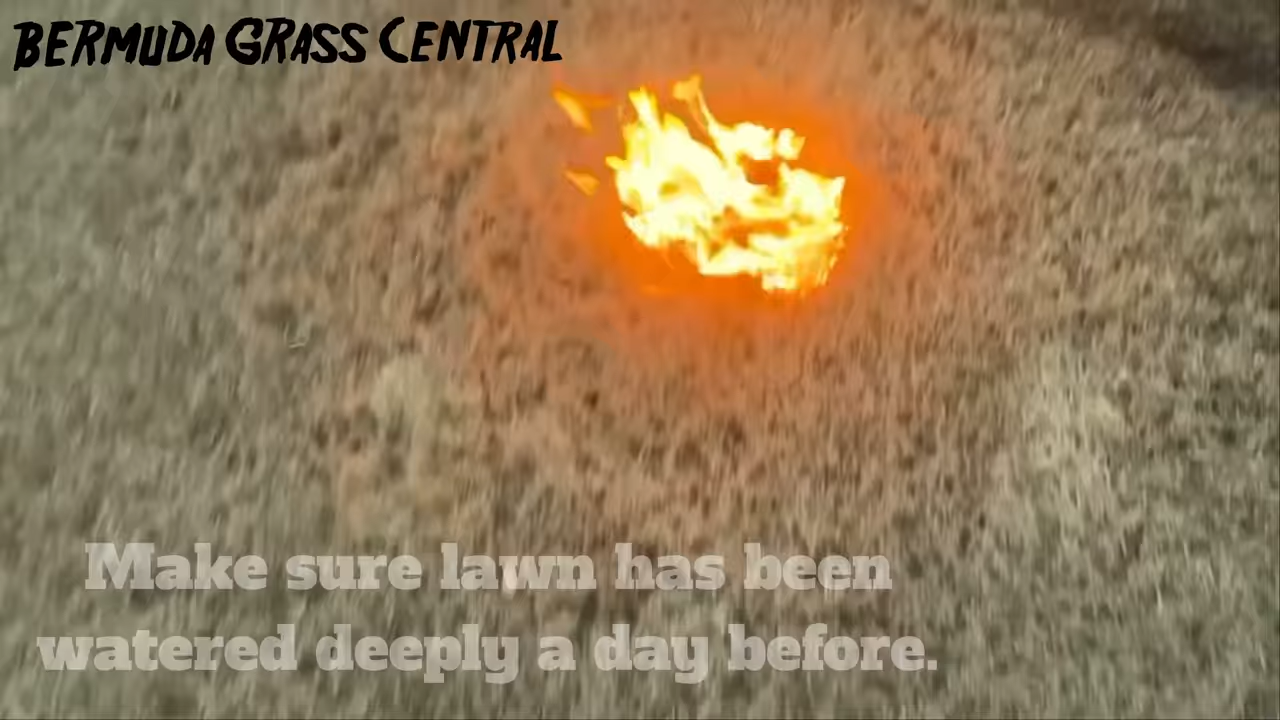 BERMUDA GRASS CENTRAL
Make sure lawn has been
watered deeply a day before.